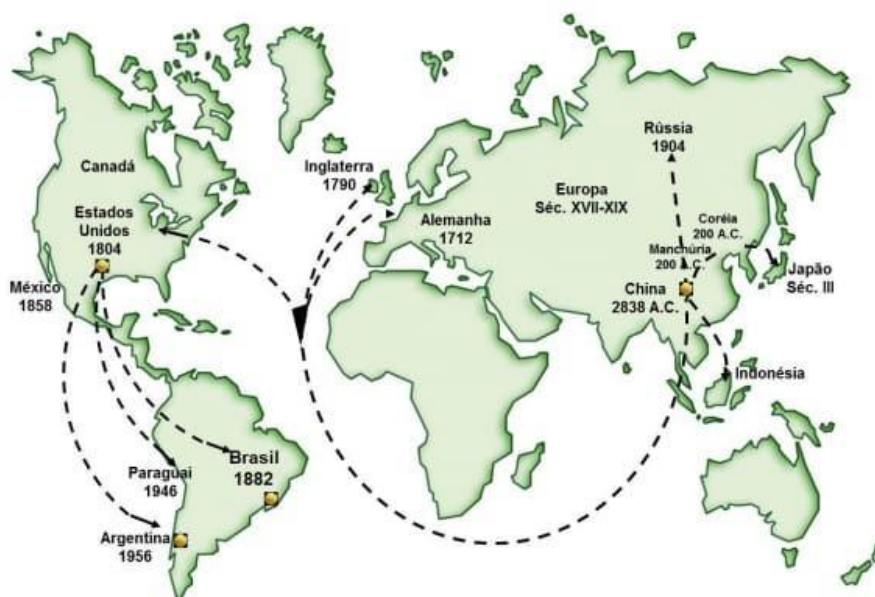 Canadá
Estados
Unidos
1804
México
1858
Inglaterra
1790
Alemanha
1712
Europa
Séc. XVII-XIX
Rússia
1904
Coréia
200 A.C.
Manchúria
200 A.C.
China
2838 A.C.
Japão
Séc. III
Indonésia
Brasil
1882
Paraguai
1946
Argentina
1956